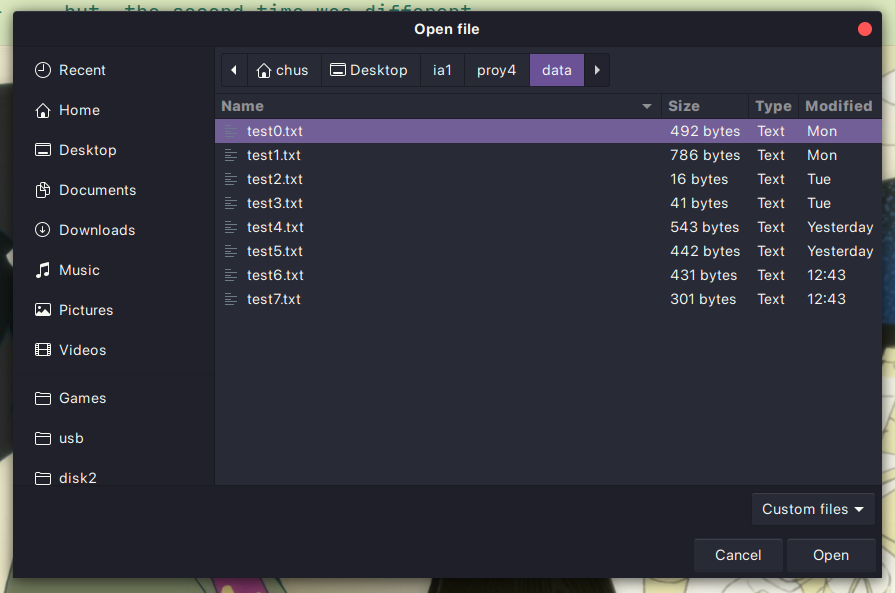 but, the second time was different
Open file
Recent
Home
Desktop
Documents
Downloads
Music
Pictures
Videos
Games
usb
disk2
chus Desktop ia1 proy4 data
Name Size Type Modified
test0.txt 492 bytes Text Mon
test1.txt 786 bytes Text Mon
test2.txt 16 bytes Text Tue
test3.txt 41 bytes Text Tue
test4.txt 543 bytes Text Yesterday
test5.txt 442 bytes Text Yesterday
test6.txt 431 bytes Text 12:43
test7.txt 301 bytes Text 12:43
Custom files
Cancel Open